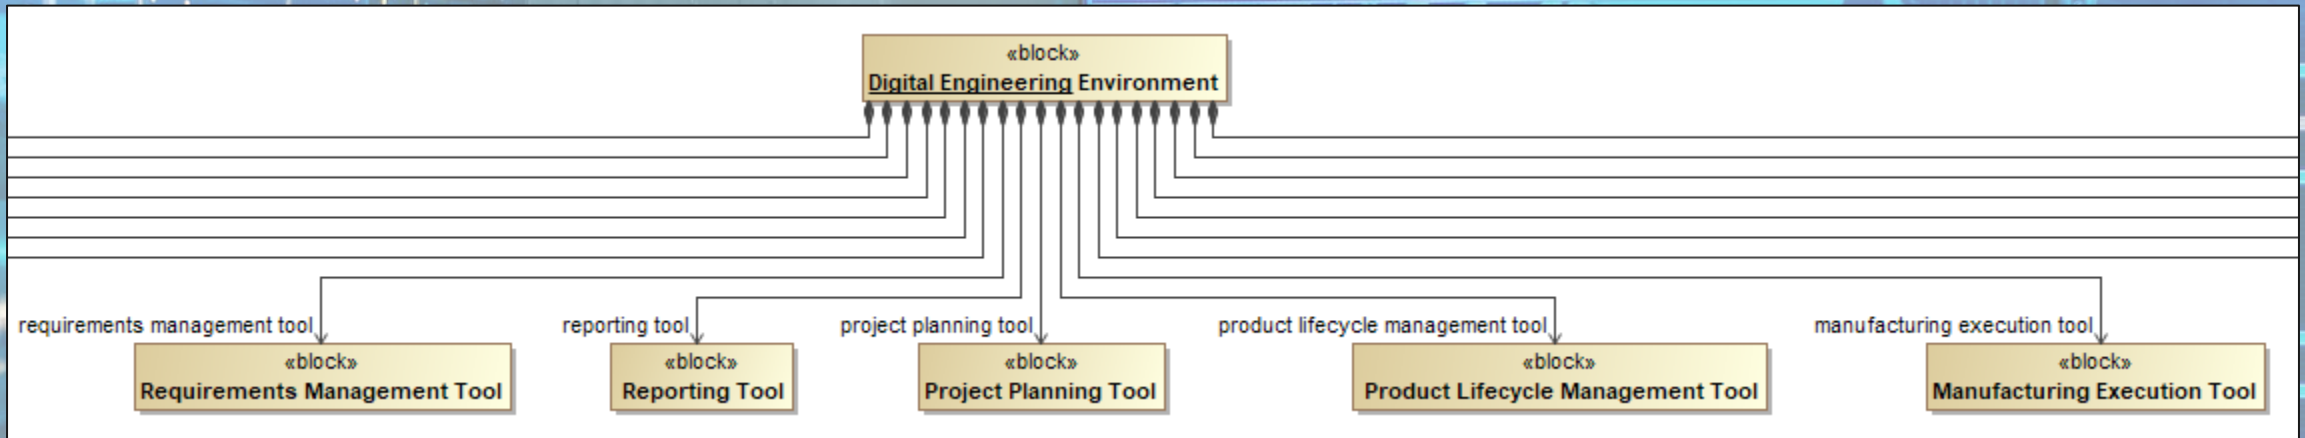 «block»
Digital Engineering Environment
requirements management tool
reporting tool
project planning tool
product lifecycle management tool
manufacturing execution tool
«block»
Requirements Management Tool
«block»
Reporting Tool
«block»
Project Planning Tool
«block»
Product Lifecycle Management Tool
«block»
Manufacturing Execution Tool